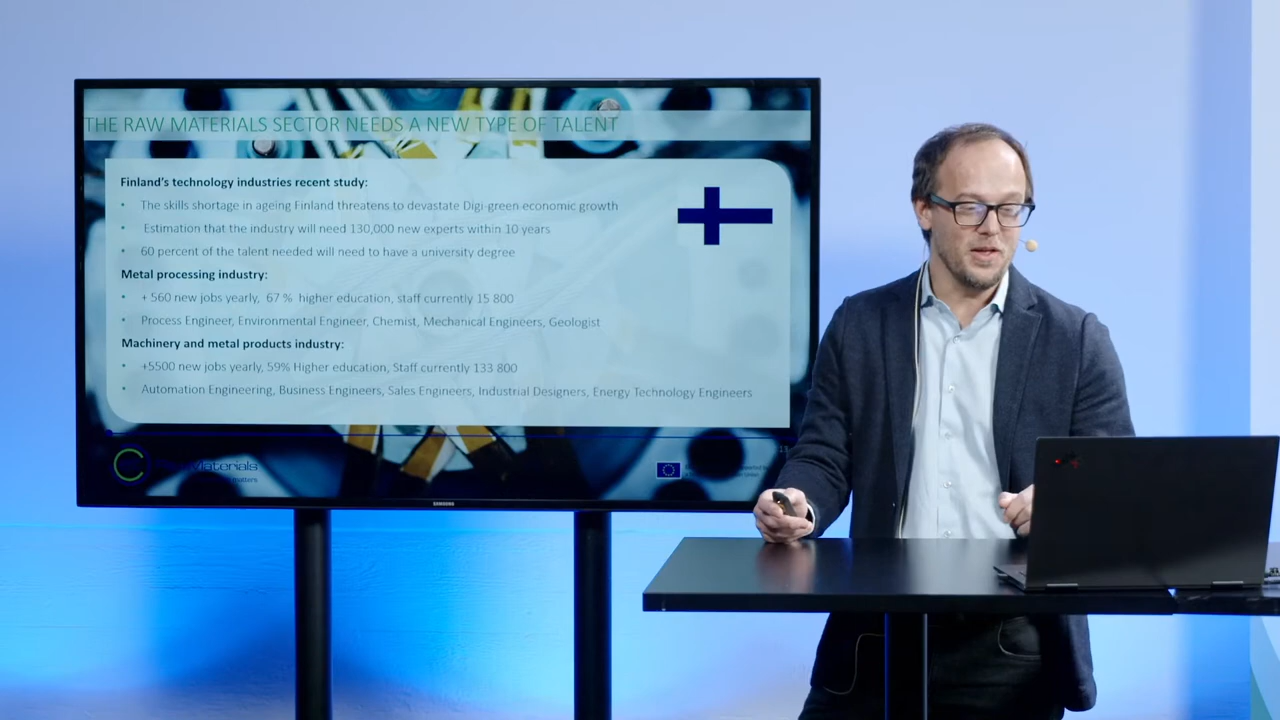 THE RAW MATERIALS SECTOR NEEDS A NEW TYPE OF TALENT
Finland's technology industries recent study:
• The skills shortage in ageing Finland threatens to devastate Digi-green economic growth
• Estimation that the industry will need 130,000 new experts within 10 years
• 60 percent of the talent needed will need to have a university degree
Metal processing industry:
• + 560 new jobs yearly, 67 % higher education, staff currently 15 800
• Process Engineer, Environmental Engineer, Chemist, Mechanical Engineers, Geologist
Machinery and metal products industry:
• +5500 new jobs yearly, 59% Higher education, Staff currently 133 800
• Automation Engineering, Business Engineers, Sales Engineers, Industrial Designers, Energy Technology Engineers
13
Materials
matters
SAMSUNG